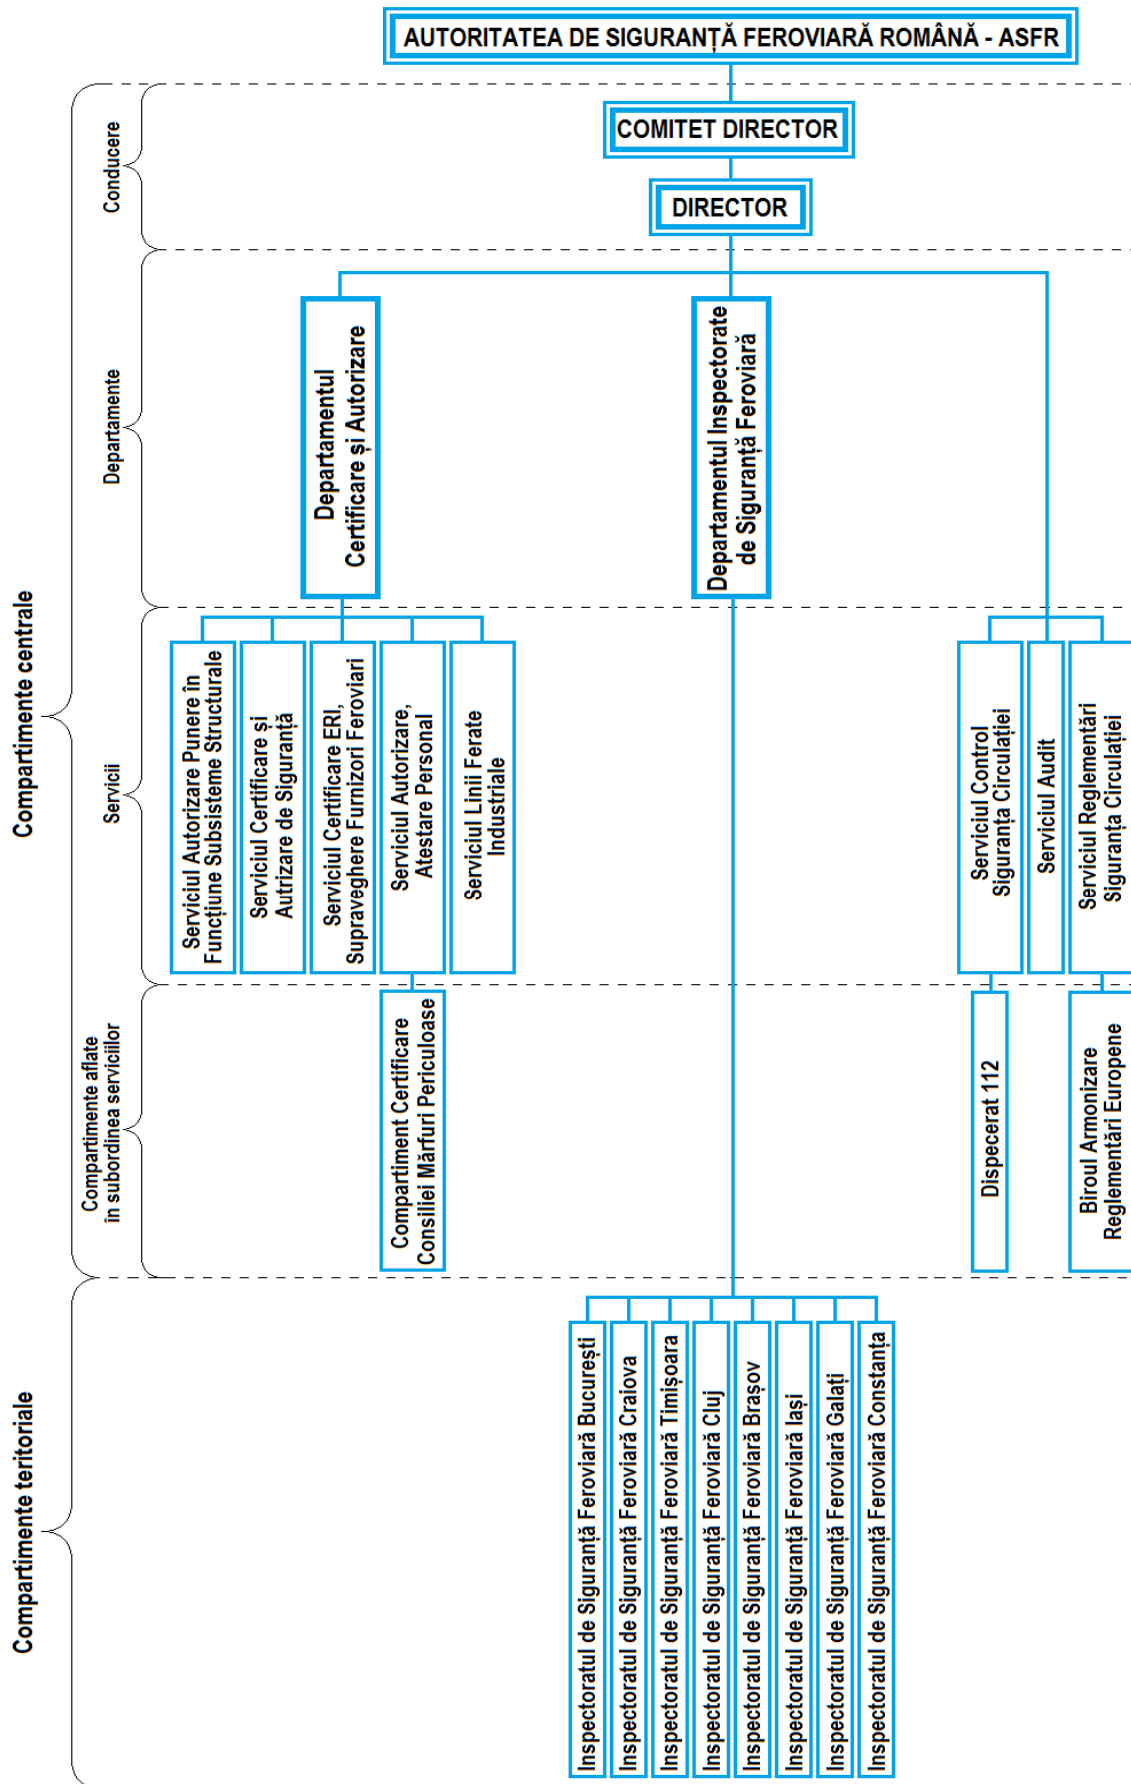 AUTORITATEA DE SIGURANȚĂ FEROVIARĂ ROMÂNĂ - ASFR
COMITET DIRECTOR
DIRECTOR
Compartimente centrale
Conducere
Departamente
Departamentul
Certificare și Autorizare
Departamentul Inspectorate
de Siguranță Feroviară
Servicii
Serviciul Autorizare Punere în
Funcțiune Subsisteme Structurale
Serviciul Certificare și
Autrizare de Siguranță
Serviciul Certificare ERI,
Supraveghere Furnizori Feroviari
Serviciul Autorizare,
Atestare Personal
Serviciul Linii Ferate
Industriale
Serviciul Control
Siguranța Circulației
Serviciul Audit
Serviciul Reglementări
Siguranța Circulației
Compartimente aflate
în subordinea serviciilor
Compartiment Certificare
Consiliei Mărfuri Periculoase
Dispecerat 112
Biroul Armonizare
Reglementări Europene
Compartimente teritoriale
Inspectoratul de Siguranță Feroviară București
Inspectoratul de Siguranță Feroviară Craiova
Inspectoratul de Siguranță Feroviară Timișoara
Inspectoratul de Siguranță Feroviară Cluj
Inspectoratul de Siguranță Feroviară Brașov
Inspectoratul de Siguranță Feroviară Iași
Inspectoratul de Siguranță Feroviară Galați
Inspectoratul de Siguranță Feroviară Constanța